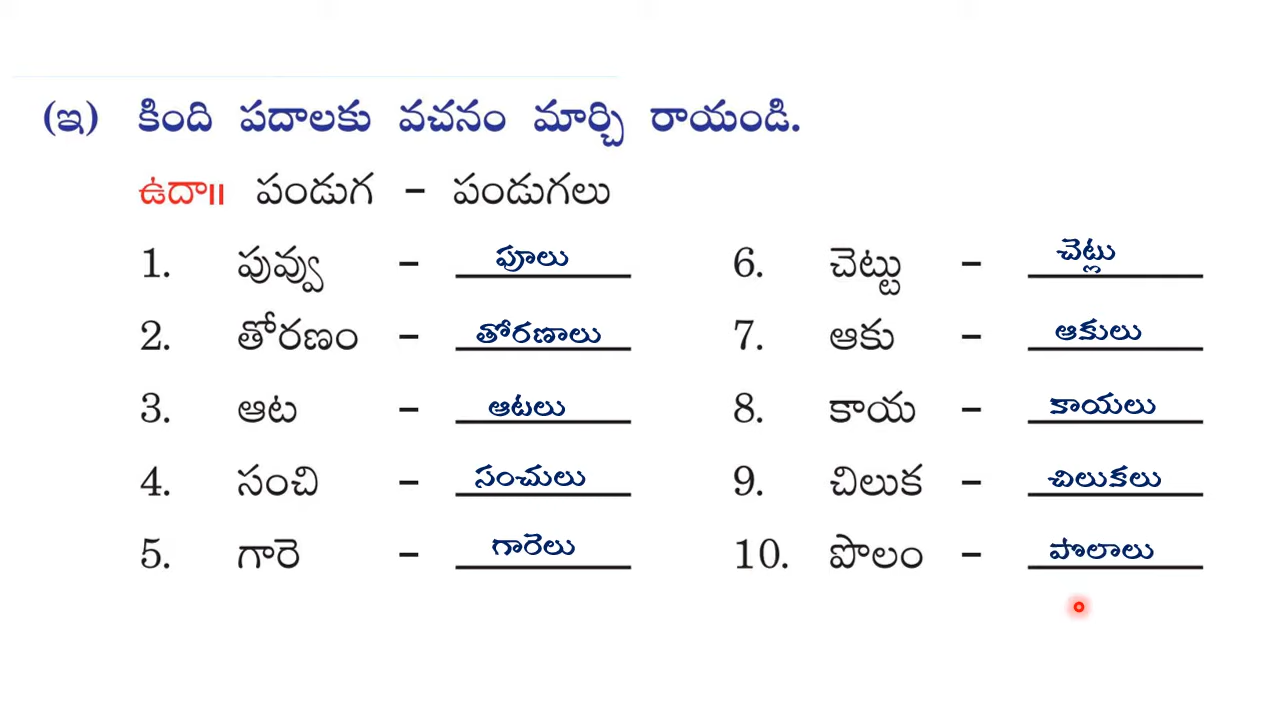 (ఇ) కింది పదాలకు వచనం మార్చి రాయండి.
ఉదా॥ పండుగ - పండుగలు
1. పువ్వు - పూలు
2. తోరణం - తోరణాలు
3. ఆట - ఆటలు
4. సంచి - సంచులు
5. గారె - గారెలు
6. చెట్టు - చెట్లు
7. ఆకు - ఆకులు
8. కాయ - కాయలు
9. చిలుక - చిలుకలు
10. పొలం - పొలాలు